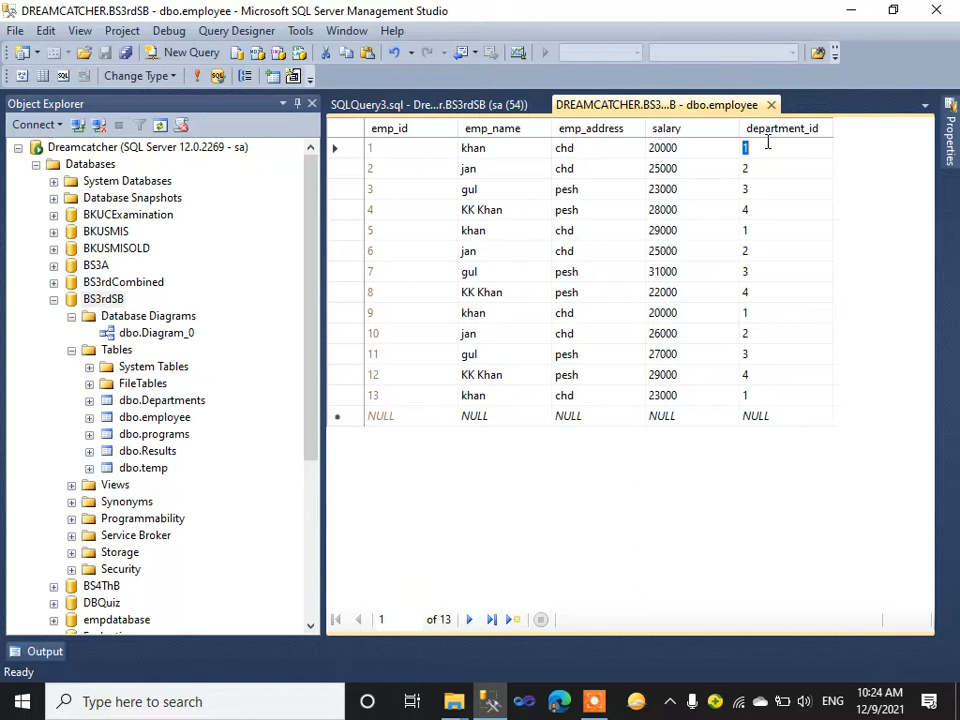 DREAMCATCHER.BS3rdSB - dbo.employee - Microsoft SQL Server Management Studio
File Edit View Project Debug Query Designer Tools Window Help
New Query
Change Type
Object Explorer
Connect
Dreamcatcher (SQL Server 12.0.2269 - sa)
Databases
System Databases
Database Snapshots
BKUCExamination
BKUSMIS
BKUSMISOLD
BS3A
BS3rdCombined
BS3rdSB
Database Diagrams
dbo.Diagram_0
Tables
System Tables
FileTables
dbo.Departments
dbo.employee
dbo.programs
dbo.Results
dbo.temp
Views
Synonyms
Programmability
Service Broker
Storage
Security
BS4ThB
DBQuiz
empdatabase
SQLQuery3.sql - Dre...r.BS3rdSB (sa (54)) DREAMCATCHER.BS3...B - dbo.employee
emp_id emp_name emp_address salary department_id
1 khan chd 20000 1
2 jan chd 25000 2
3 gul pesh 23000 3
4 KK Khan pesh 28000 4
5 khan chd 29000 1
6 jan chd 25000 2
7 gul pesh 31000 3
8 KK Khan pesh 22000 4
9 khan chd 20000 1
10 jan chd 26000 2
11 gul pesh 27000 3
12 KK Khan pesh 29000 4
13 khan chd 23000 1
NULL NULL NULL NULL NULL
1 of 13
Properties
Output
Ready
Type here to search
ENG
10:24 AM
12/9/2021